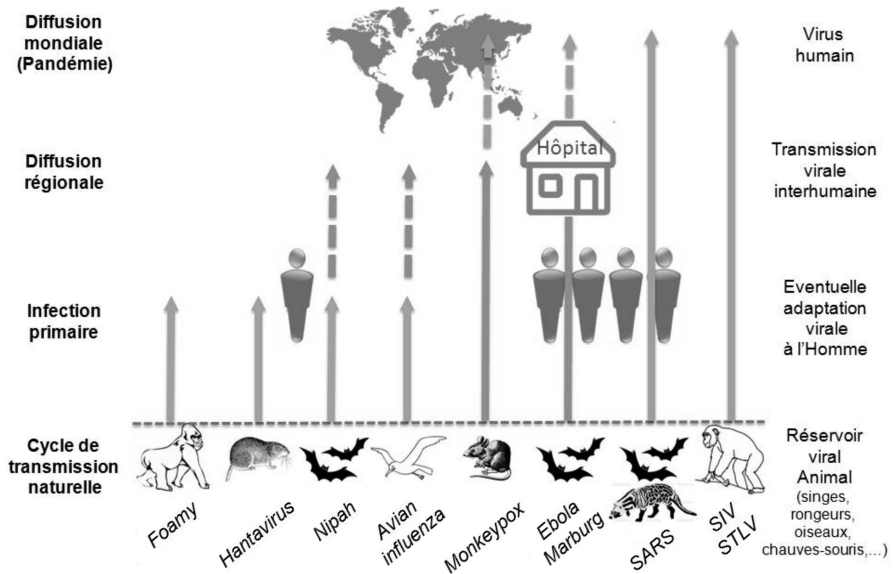 Diffusion
mondiale
(Pandémie)
Virus
humain
Hôpital
Diffusion
régionale
Transmission
virale
interhumaine
Infection
primaire
Eventuelle
adaptation
virale
à l'Homme
Cycle de
transmission
naturelle
Réservoir
viral
Animal
(singes,
rongeurs,
oiseaux,
chauves-souris,...)
Foamy
Hantavirus
Nipah
Avian
influenza
Monkeypox
Ebola
Marburg
SARS
SIV
STLV